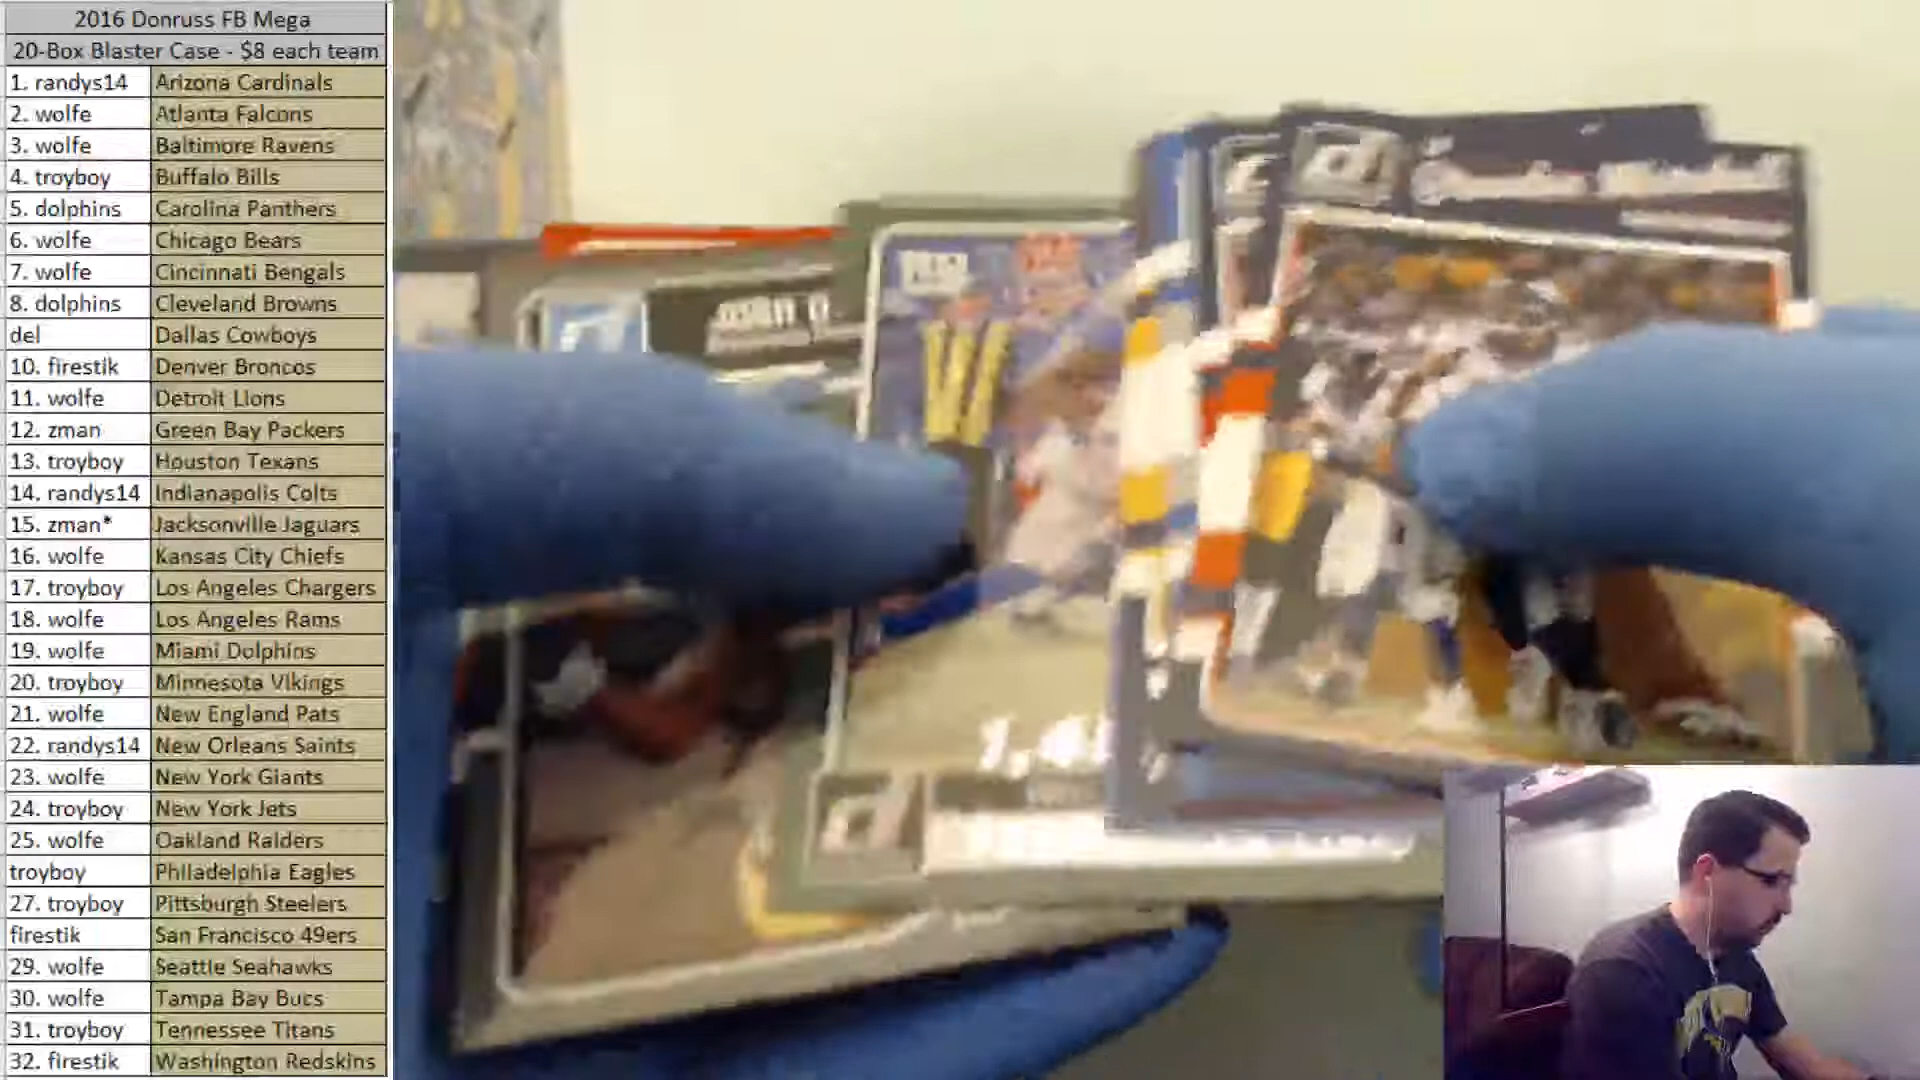 2016 Donruss FB Mega
20-Box Blaster Case - $8 each team
1. randys14 Arizona Cardinals
2. wolfe Atlanta Falcons
3. wolfe Baltimore Ravens
4. troyboy Buffalo Bills
5. dolphins Carolina Panthers
6. wolfe Chicago Bears
7. wolfe Cincinnati Bengals
8. dolphins Cleveland Browns
del Dallas Cowboys
10. firestik Denver Broncos
11. wolfe Detroit Lions
12. zman Green Bay Packers
13. troyboy Houston Texans
14. randys14 Indianapolis Colts
15. zman* Jacksonville Jaguars
16. wolfe Kansas City Chiefs
17. troyboy Los Angeles Chargers
18. wolfe Los Angeles Rams
19. wolfe Miami Dolphins
20. troyboy Minnesota Vikings
21. wolfe New England Pats
22. randys14 New Orleans Saints
23. wolfe New York Giants
24. troyboy New York Jets
25. wolfe Oakland Raiders
troyboy Philadelphia Eagles
27. troyboy Pittsburgh Steelers
firestik San Francisco 49ers
29. wolfe Seattle Seahawks
30. wolfe Tampa Bay Bucs
31. troyboy Tennessee Titans
32. firestik Washington Redskins